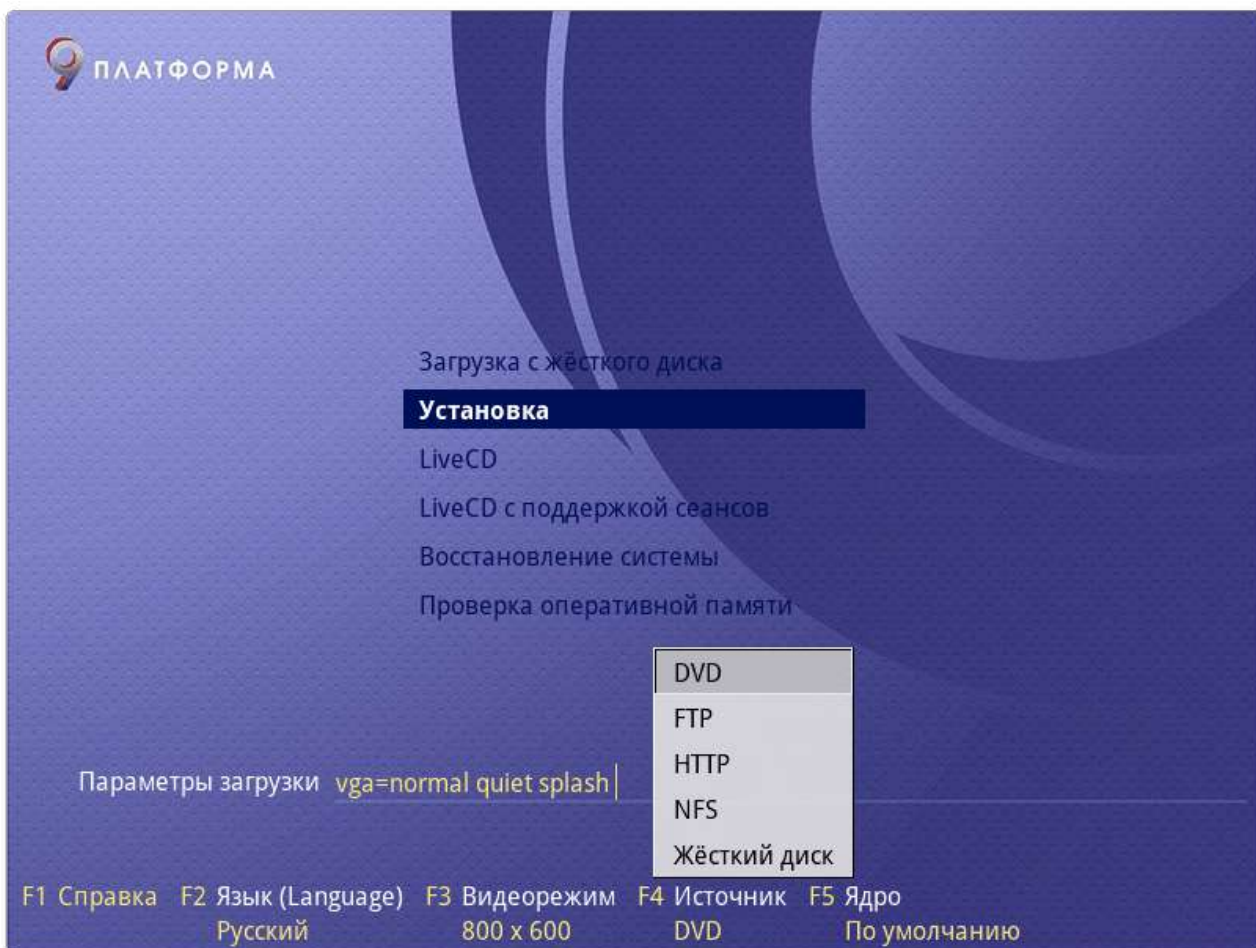 9 ПЛАТФОРМА
Загрузка с жёсткого диска
Установка
LiveCD
LiveCD с поддержкой сеансов
Восстановление системы
Проверка оперативной памяти
DVD
FTP
HTTP
NFS
Жёсткий диск
Параметры загрузки vga=normal quiet splash
F1 Справка F2 Язык (Language) F3 Видеорежим F4 Источник F5 Ядро
Русский 800 x 600 DVD По умолчанию